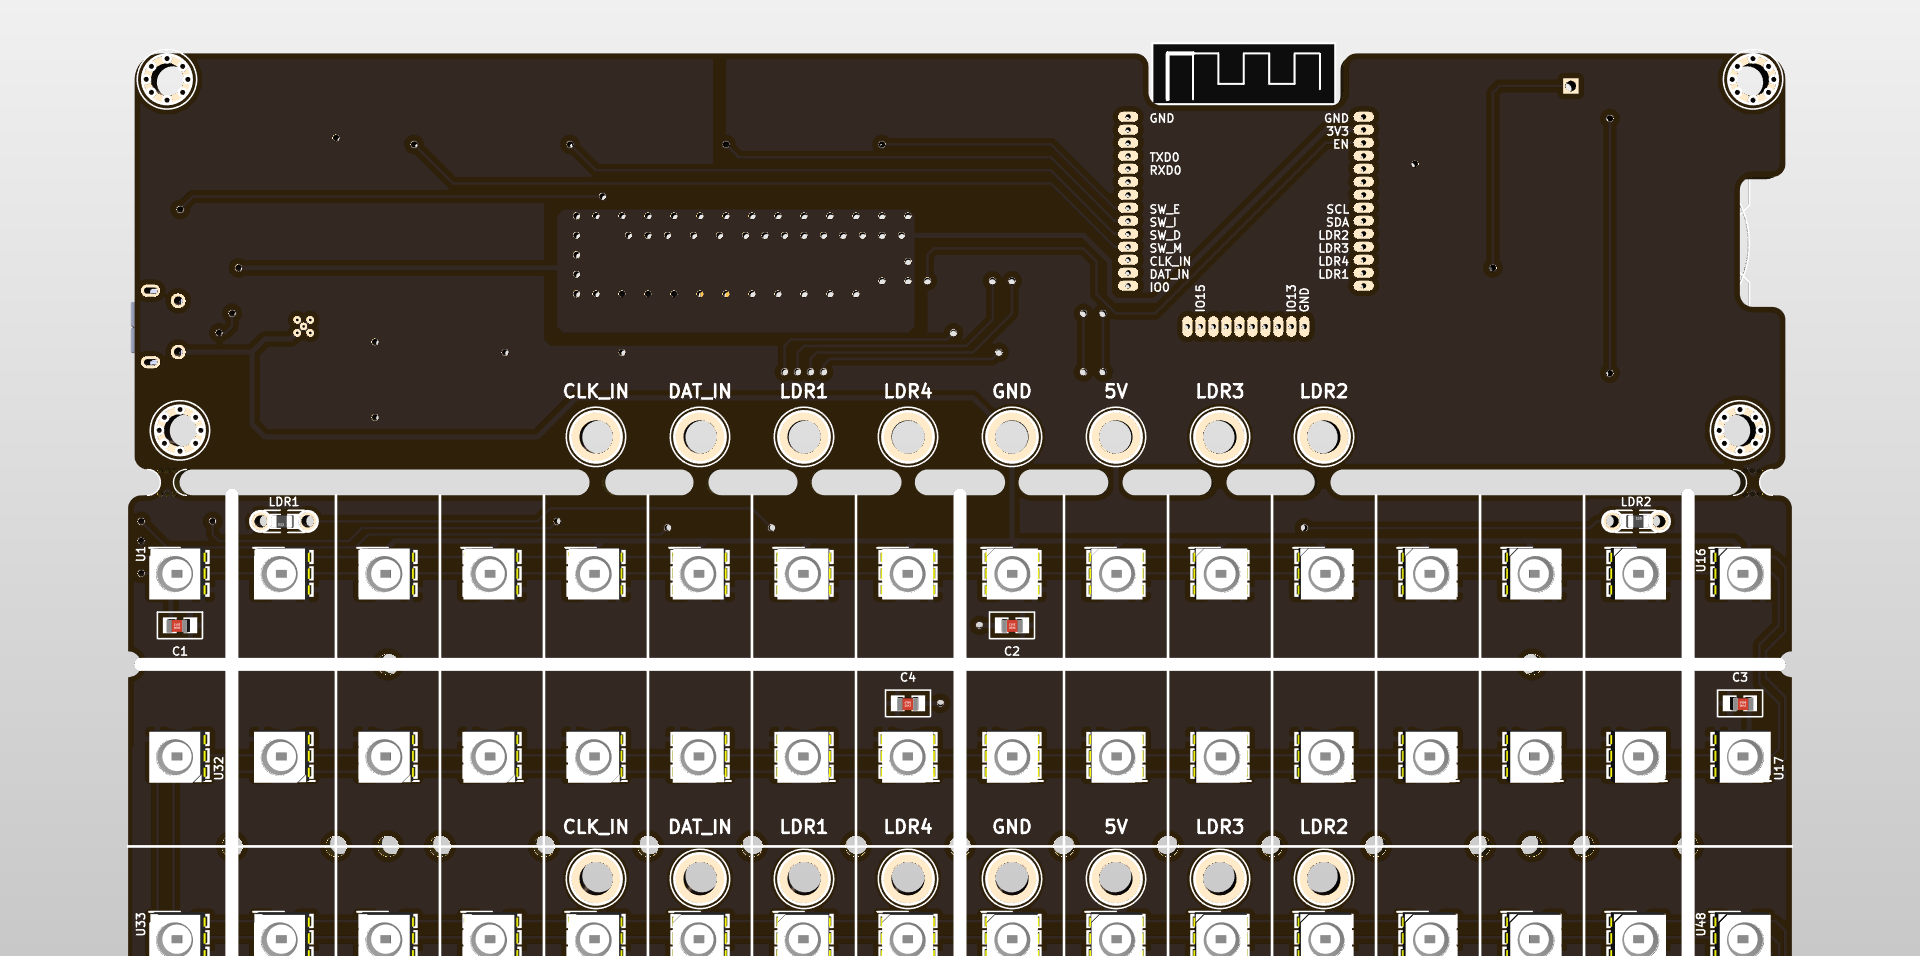 GND GND
3V3
EN
TXD0
RXD0
SW_E SCL
SW_I SDA
SW_D LDR2
SW_M LDR3
CLK_IN LDR4
DAT_IN LDR1
IO0
IO15 IO13 GND
CLK_IN DAT_IN LDR1 LDR4 GND 5V LDR3 LDR2
LDR1 LDR2
U1 U16
C1 C2
C4 C3
U32 U17
CLK_IN DAT_IN LDR1 LDR4 GND 5V LDR3 LDR2
U33 U48